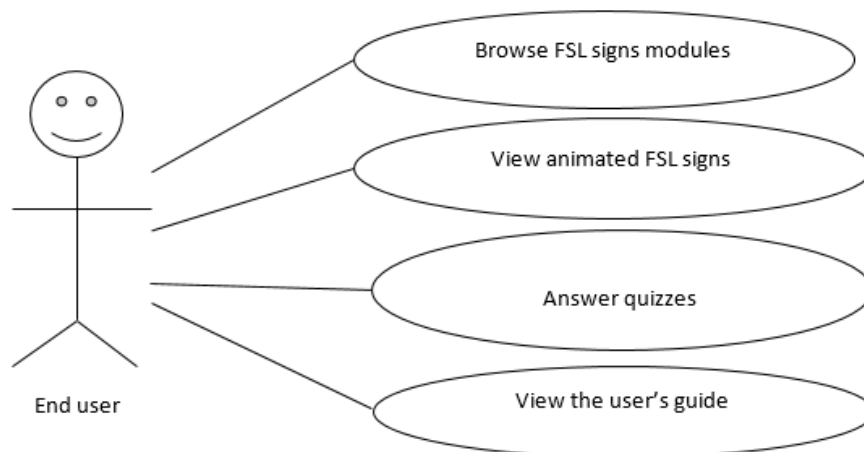 Browse FSL signs modules
View animated FSL signs
Answer quizzes
View the user’s guide
End user